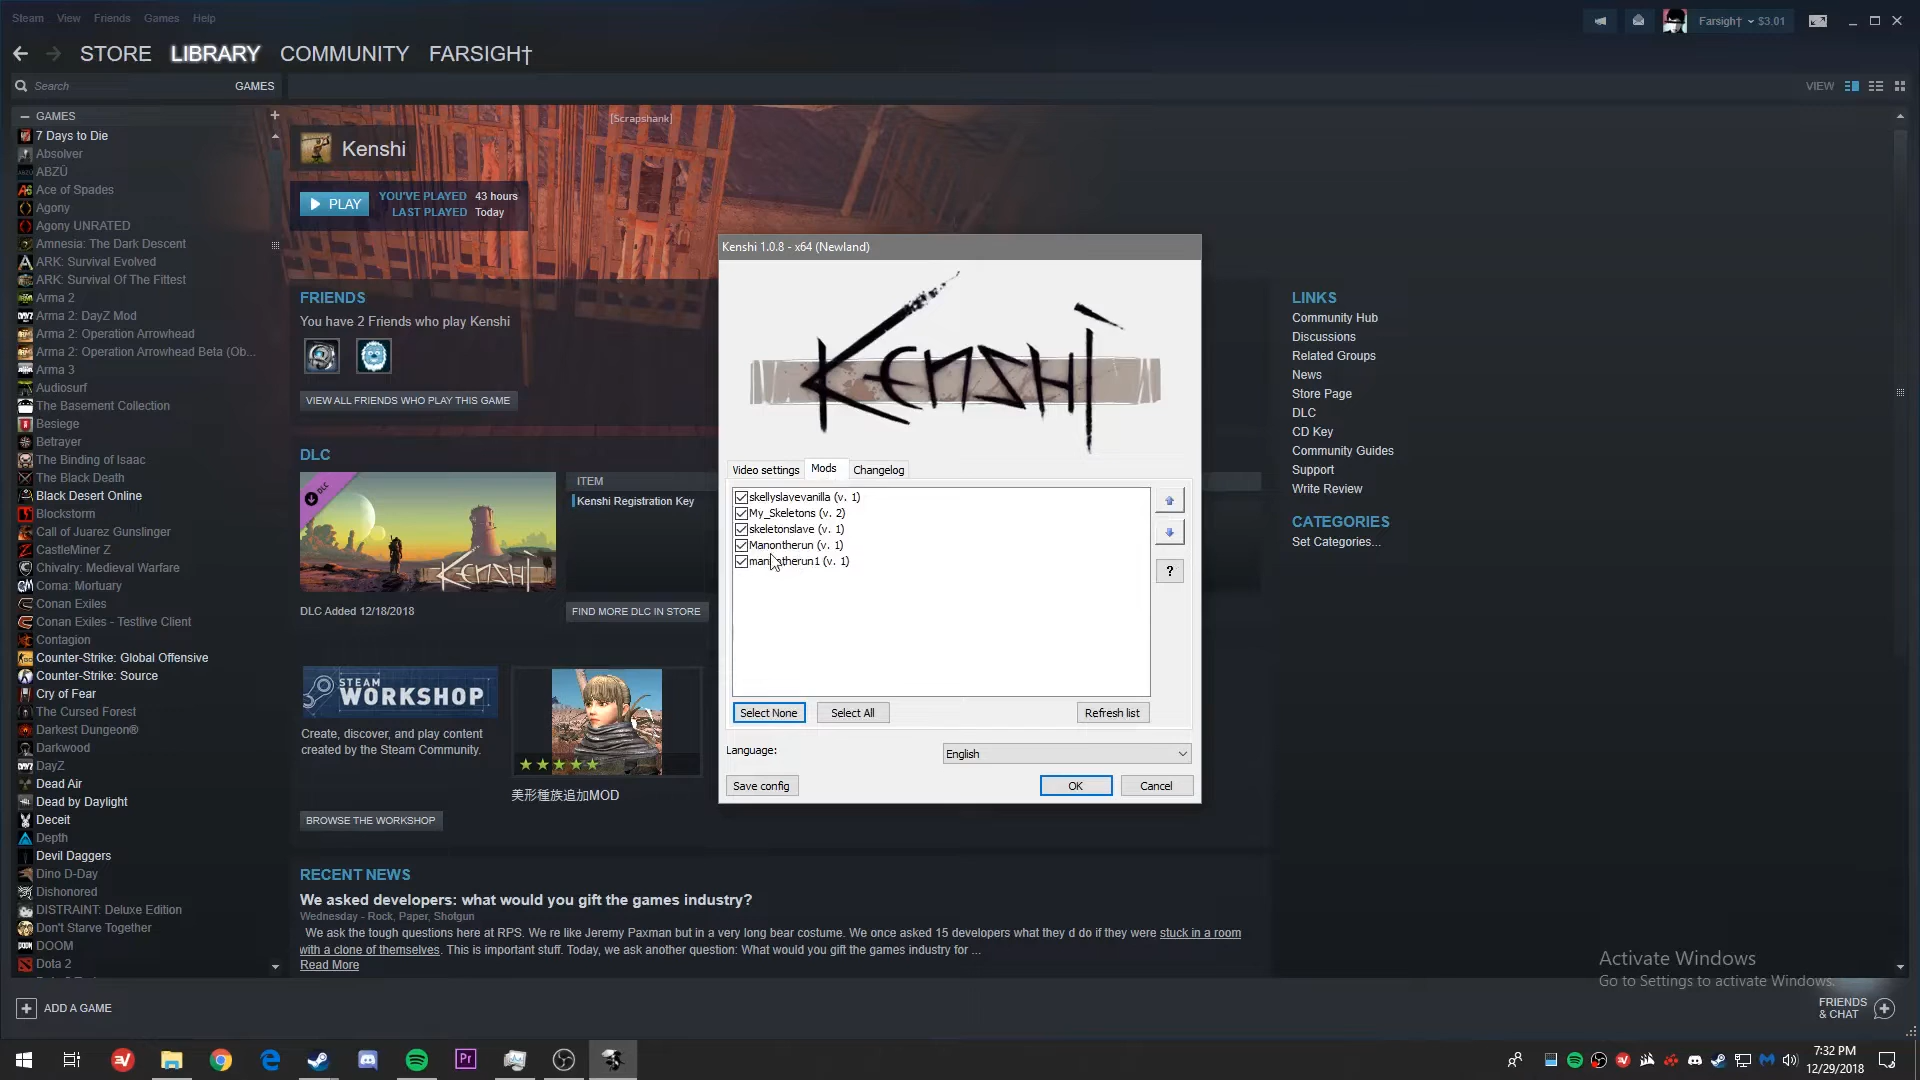 Steam View Friends Games Help
Farsigh† $3.01
STORE LIBRARY COMMUNITY FARSIGH†
Search GAMES
VIEW
GAMES
7 Days to Die
Absolver
ABZÛ
Ace of Spades
Agony
Agony UNRATED
Amnesia: The Dark Descent
ARK: Survival Evolved
ARK: Survival Of The Fittest
Arma 2
Arma 2: DayZ Mod
Arma 2: Operation Arrowhead
Arma 2: Operation Arrowhead Beta (Ob...
Arma 3
Audiosurf
The Basement Collection
Besiege
Betrayer
The Binding of Isaac
The Black Death
Black Desert Online
Blockstorm
Call of Juarez Gunslinger
CastleMiner Z
Chivalry: Medieval Warfare
Coma: Mortuary
Conan Exiles
Conan Exiles - Testlive Client
Contagion
Counter-Strike: Global Offensive
Counter-Strike: Source
Cry of Fear
The Cursed Forest
Darkest Dungeon®
Darkwood
DayZ
Dead Air
Dead by Daylight
Deceit
Depth
Devil Daggers
Dino D-Day
Dishonored
DISTRAINT: Deluxe Edition
Don't Starve Together
DOOM
Dota 2
ADD A GAME
[Scrapshank]
Kenshi
PLAY
YOU'VE PLAYED 43 hours
LAST PLAYED Today
FRIENDS
You have 2 Friends who play Kenshi
VIEW ALL FRIENDS WHO PLAY THIS GAME
DLC
DLC
KENSHI
DLC Added 12/18/2018
ITEM
Kenshi Registration Key
FIND MORE DLC IN STORE
STEAM
WORKSHOP
Create, discover, and play content
created by the Steam Community.
美形種族追加MOD
BROWSE THE WORKSHOP
RECENT NEWS
We asked developers: what would you gift the games industry?
Wednesday - Rock, Paper, Shotgun
We ask the tough questions here at RPS. We re like Jeremy Paxman but in a very long bear costume. We once asked 15 developers what they d do if they were stuck in a room
with a clone of themselves. This is important stuff. Today, we ask another question: What would you gift the games industry for ...
Read More
Kenshi 1.0.8 - x64 (Newland)
KENSHI
Video settings Mods Changelog
skellyslavevanilla (v. 1)
My_Skeletons (v. 2)
skeletonslave (v. 1)
Manontherun (v. 1)
manontherun1 (v. 1)
?
Select None Select All Refresh list
Language: English
Save config OK Cancel
LINKS
Community Hub
Discussions
Related Groups
News
Store Page
DLC
CD Key
Community Guides
Support
Write Review
CATEGORIES
Set Categories...
Activate Windows
Go to Settings to activate Windows.
FRIENDS
& CHAT
Pr
7:32 PM
12/29/2018